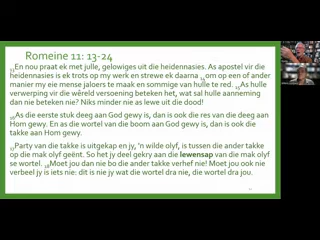 Romeine 11: 13-24
13En nou praat ek met julle, gelowiges uit die heidennasies. As apostel vir die
heidennasies is ek trots op my werk en strewe ek daarna 14om op een of ander
manier my eie mense jaloers te maak en sommige van hulle te red. 15As hulle
verwerping vir die wêreld versoening beteken het, wat sal hulle aanneming
dan nie beteken nie? Niks minder nie as lewe uit die dood!
16As die eerste stuk deeg aan God gewy is, dan is ook die res van die deeg aan
Hom gewy. En as die wortel van die boom aan God gewy is, dan is ook die
takke aan Hom gewy.
17Party van die takke is uitgekap en jy, 'n wilde olyf, is tussen die ander takke
op die mak olyf geënt. So het jy deel gekry aan die lewensap van die mak olyf
se wortel. 18Moet jou dan nie bo die ander takke verhef nie! Moet jou ook nie
verbeel jy is iets nie: dit is nie jy wat die wortel dra nie, die wortel dra jou.